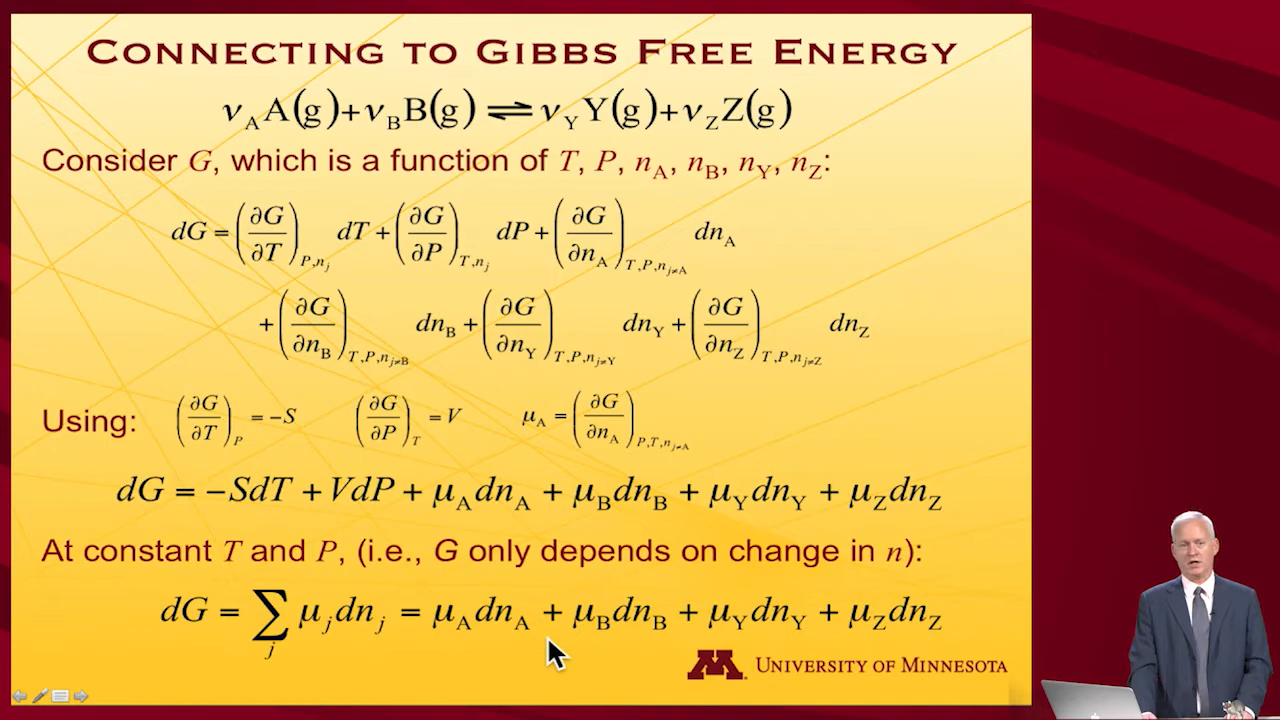 CONNECTING TO GIBBS FREE ENERGY
ν_A A(g)+ν_B B(g) ⇌ ν_Y Y(g)+ν_Z Z(g)
Consider G, which is a function of T, P, n_A, n_B, n_Y, n_Z:
dG = (∂G/∂T)_{P,n_j} dT + (∂G/∂P)_{T,n_j} dP + (∂G/∂n_A)_{T,P,n_{j≠A}} dn_A
+ (∂G/∂n_B)_{T,P,n_{j≠B}} dn_B + (∂G/∂n_Y)_{T,P,n_{j≠Y}} dn_Y + (∂G/∂n_Z)_{T,P,n_{j≠Z}} dn_Z
Using: (∂G/∂T)_P = −S (∂G/∂P)_T = V μ_A = (∂G/∂n_A)_{P,T,n_{j≠A}}
dG = −SdT + VdP + μ_A dn_A + μ_B dn_B + μ_Y dn_Y + μ_Z dn_Z
At constant T and P, (i.e., G only depends on change in n):
dG = ∑_j μ_j dn_j = μ_A dn_A + μ_B dn_B + μ_Y dn_Y + μ_Z dn_Z
M UNIVERSITY OF MINNESOTA